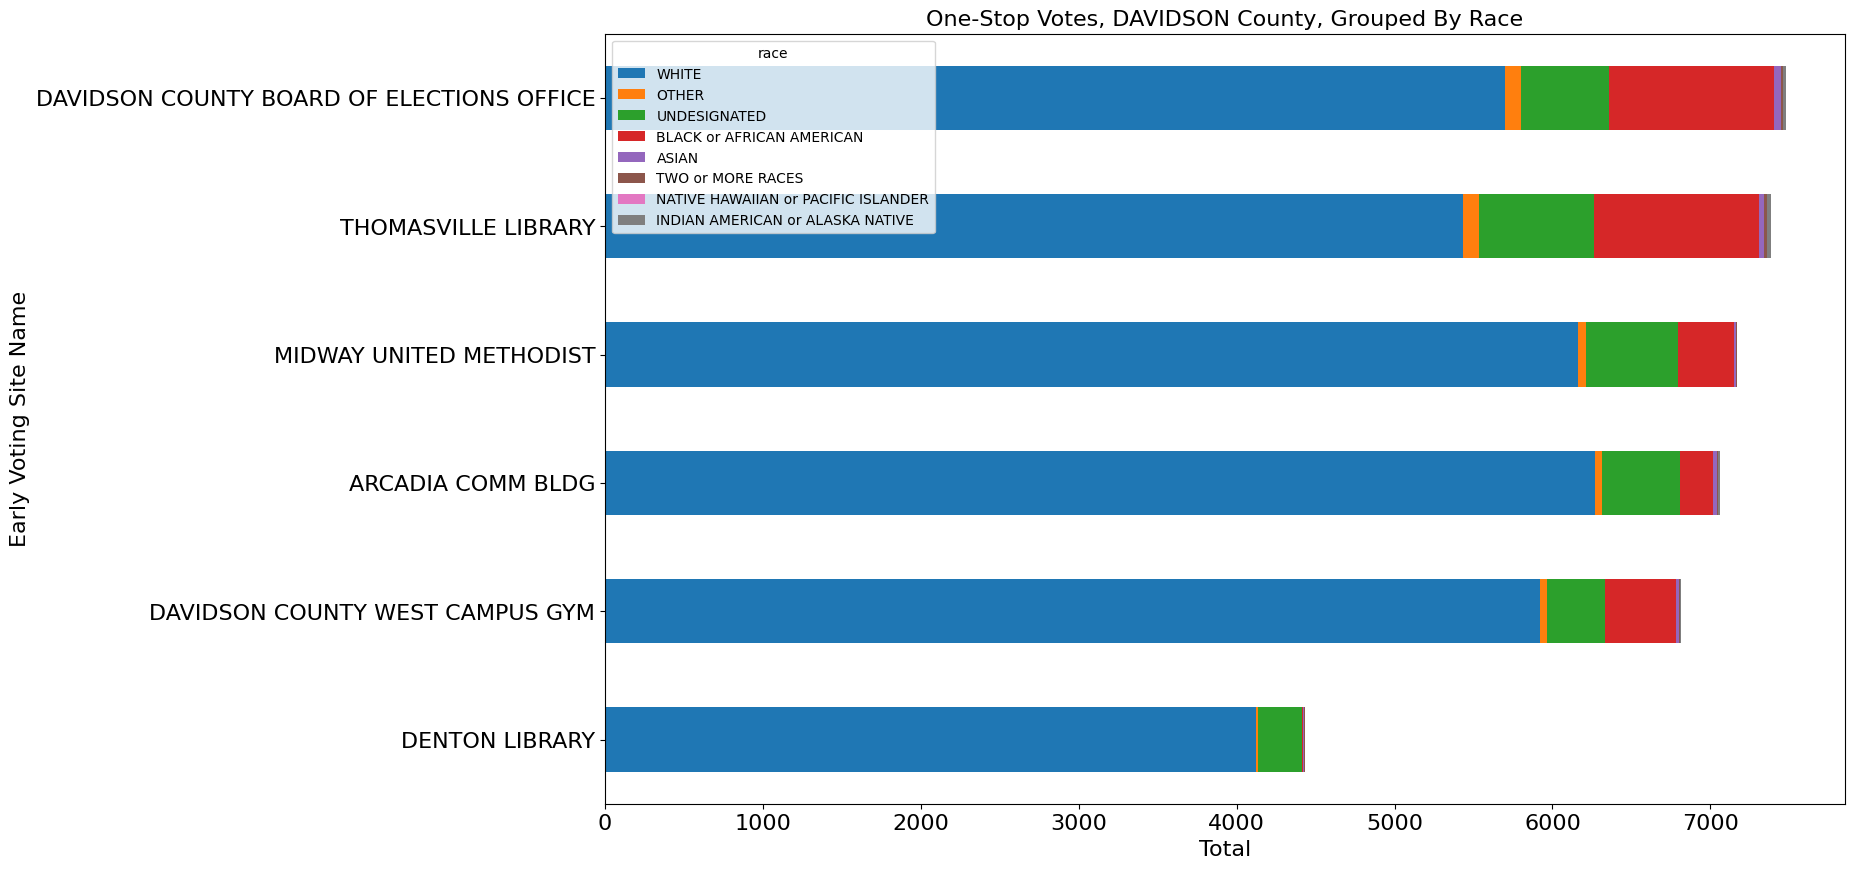 One-Stop Votes, DAVIDSON County, Grouped By Race
race
WHITE
OTHER
UNDESIGNATED
BLACK or AFRICAN AMERICAN
ASIAN
TWO or MORE RACES
NATIVE HAWAIIAN or PACIFIC ISLANDER
INDIAN AMERICAN or ALASKA NATIVE
Early Voting Site Name
DAVIDSON COUNTY BOARD OF ELECTIONS OFFICE
THOMASVILLE LIBRARY
MIDWAY UNITED METHODIST
ARCADIA COMM BLDG
DAVIDSON COUNTY WEST CAMPUS GYM
DENTON LIBRARY
0 1000 2000 3000 4000 5000 6000 7000
Total